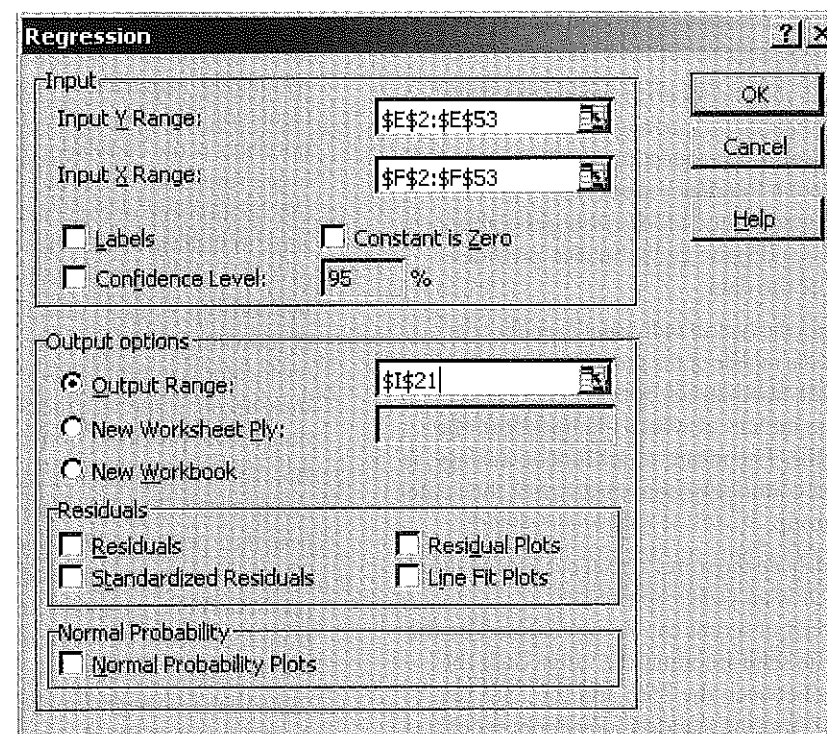 Regression
Input
Input Y Range: $E$2:$E$53
OK
Input X Range: $F$2:$F$53
Cancel
Labels Constant is Zero
Help
Confidence Level: 95 %
Output options
Output Range: $I$21
New Worksheet Ply:
New Workbook
Residuals
Residuals Residual Plots
Standardized Residuals Line Fit Plots
Normal Probability
Normal Probability Plots